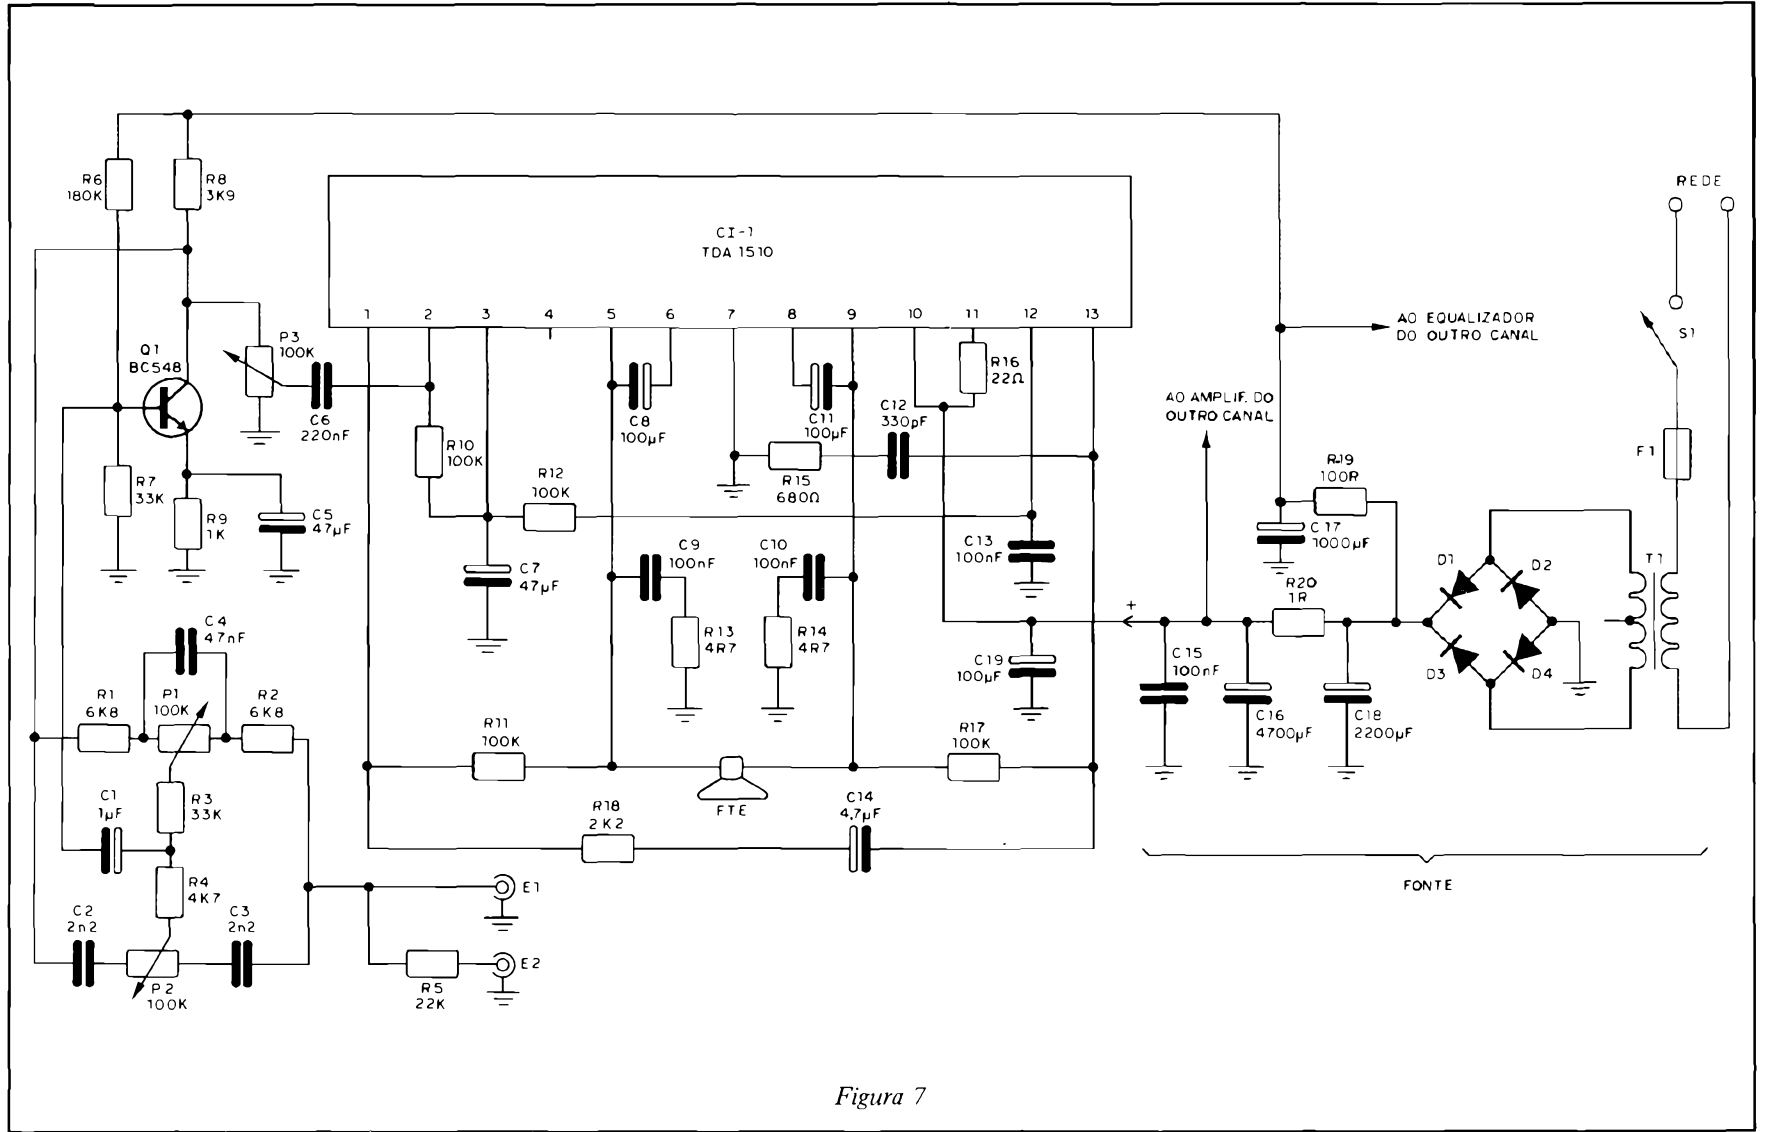 REDE
R6
180K
R8
3K9
CI-1
TDA 1510
1 2 3 4 5 6 7 8 9 10 11 12 13
AO EQUALIZADOR
DO OUTRO CANAL
S1
Q1
BC548
P3
100K
C6
220nF
R16
22Ω
AO AMPLIF. DO
OUTRO CANAL
C8
100µF
C11
100µF
C12
330pF
R10
100K
R12
100K
R15
680Ω
R19
100R
F1
R7
33K
R9
1K
C5
47µF
C17
1000µF
C7
47µF
C9
100nF
C10
100nF
C13
100nF
D1
D2
T1
R20
1R
+
C4
47nF
R13
4R7
R14
4R7
C19
100µF
C15
100nF
D3
D4
R1
6K8
P1
100K
R2
6K8
R11
100K
R17
100K
C16
4700µF
C18
2200µF
C1
1µF
R3
33K
FTE
R18
2K2
C14
4,7µF
R4
4K7
E1
FONTE
C2
2n2
C3
2n2
P2
100K
R5
22K
E2
Figura 7